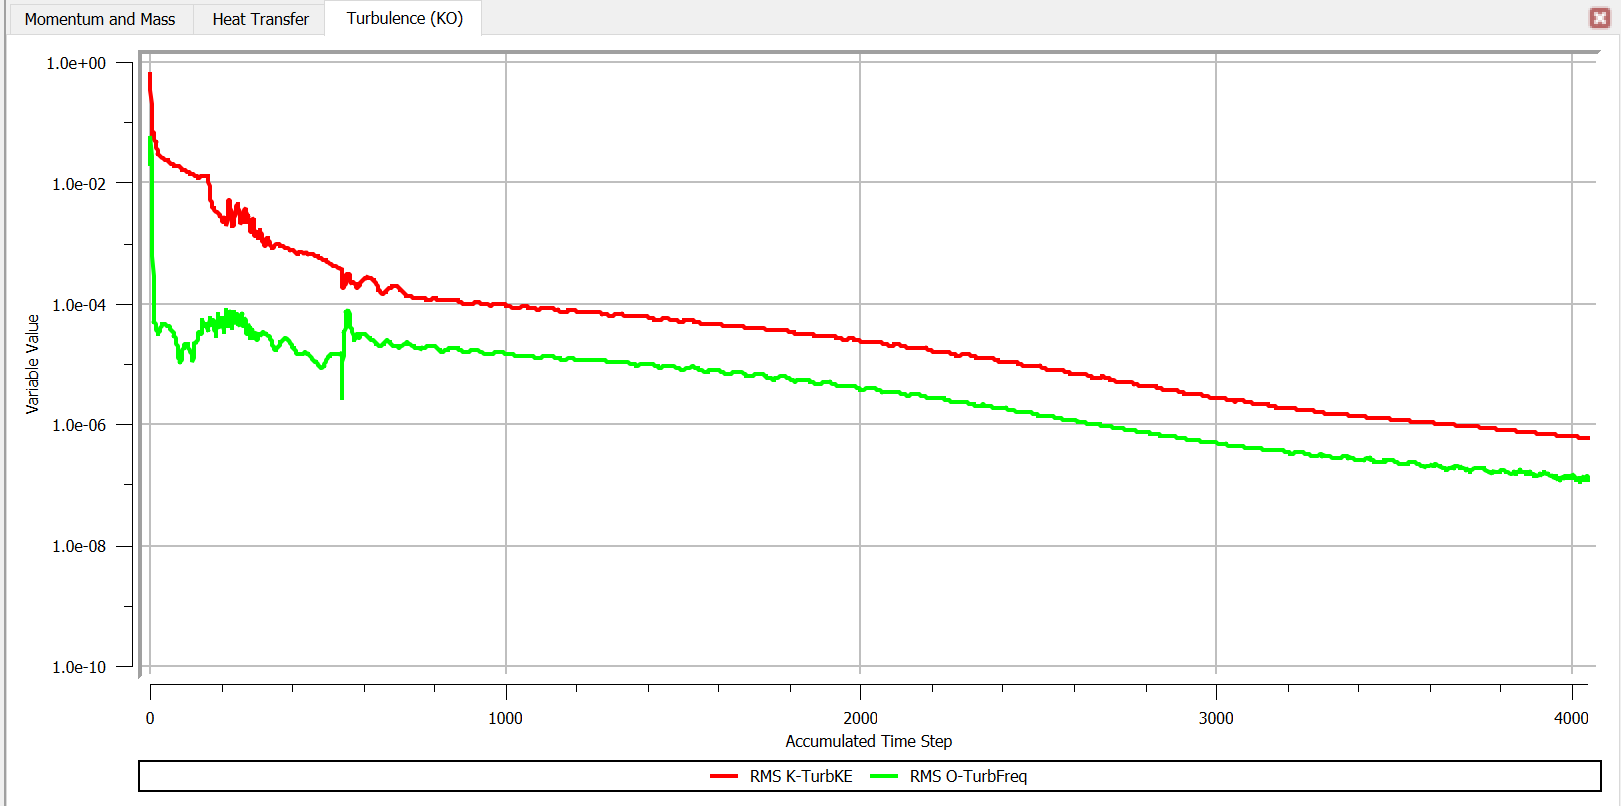 Momentum and Mass Heat Transfer Turbulence (KO)
1.0e+00
1.0e-02
1.0e-04
1.0e-06
1.0e-08
1.0e-10
Variable Value
0 1000 2000 3000 4000
Accumulated Time Step
RMS K-TurbKE RMS O-TurbFreq